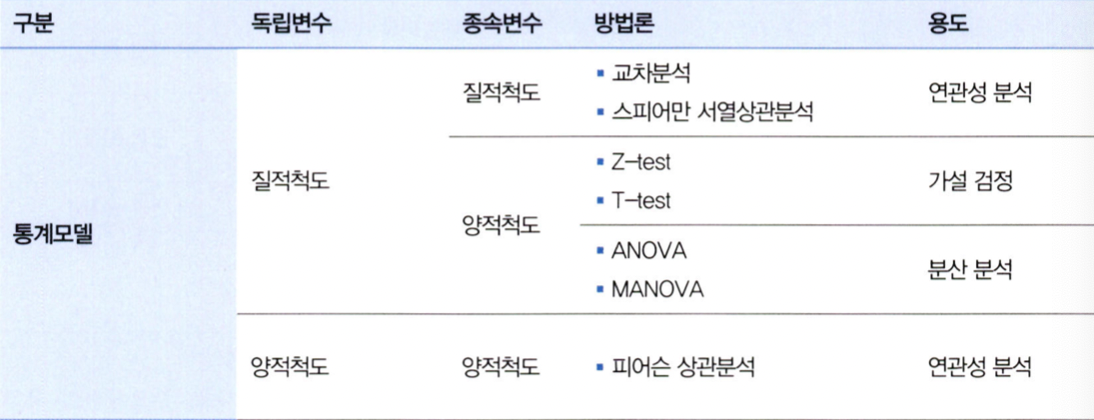 구분 독립변수 종속변수 방법론 용도
질적척도 ▪ 교차분석 연관성 분석
▪ 스피어만 서열상관분석
질적척도 ▪ Z-test 가설 검정
▪ T-test
통계모델 양적척도
▪ ANOVA 분산 분석
▪ MANOVA
양적척도 양적척도 ▪ 피어슨 상관분석 연관성 분석